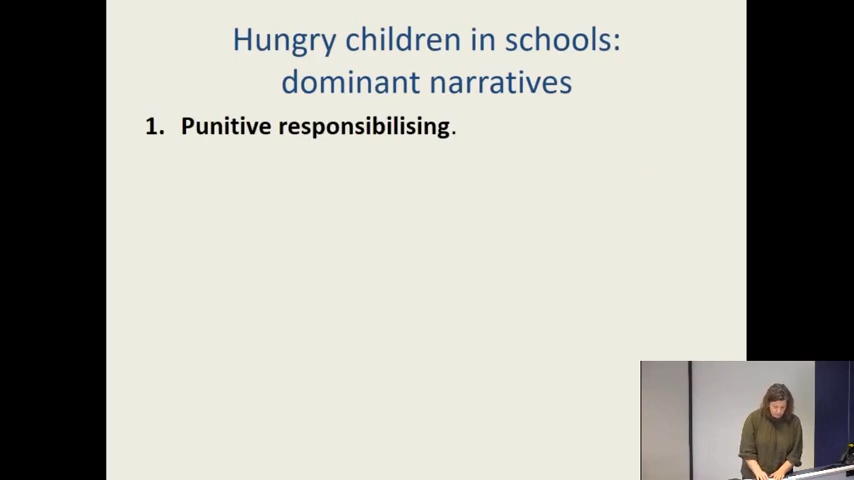 Hungry children in schools:
dominant narratives
1. Punitive responsibilising.